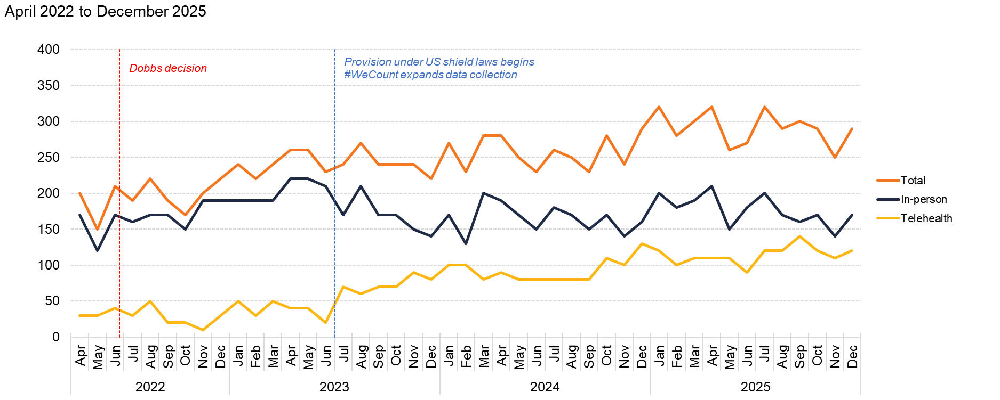 April 2022 to December 2025
400
350
300
250
200
150
100
50
0
Dobbs decision
Provision under US shield laws begins
#WeCount expands data collection
Total
In-person
Telehealth
Apr May Jun Jul Aug Sep Oct Nov Dec Jan Feb Mar Apr May Jun Jul Aug Sep Oct Nov Dec Jan Feb Mar Apr May Jun Jul Aug Sep Oct Nov Dec Jan Feb Mar Apr May Jun Jul Aug Sep Oct Nov Dec
2022 2023 2024 2025